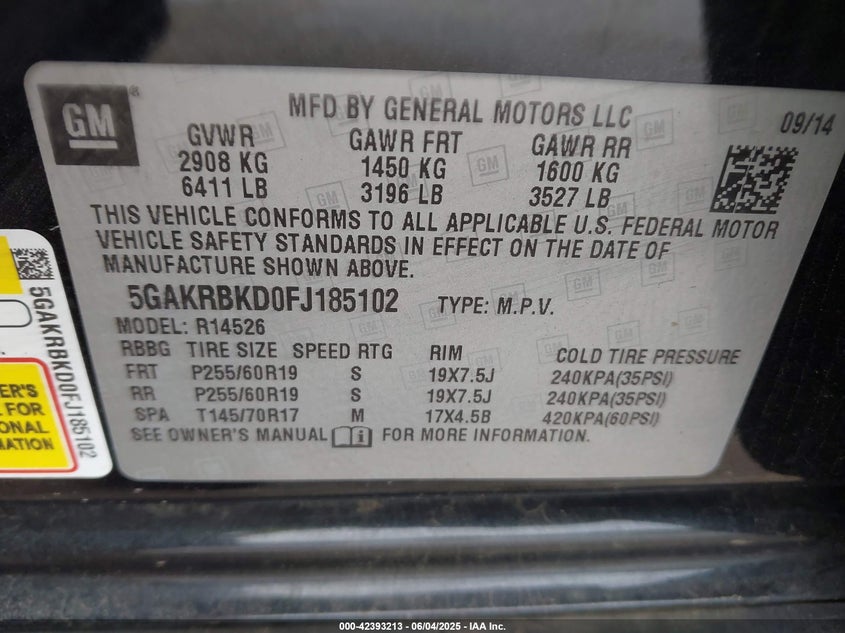 GM ®
MFD BY GENERAL MOTORS LLC
09/14
GVWR GAWR FRT GAWR RR
2908 KG 1450 KG 1600 KG
6411 LB 3196 LB 3527 LB
THIS VEHICLE CONFORMS TO ALL APPLICABLE U.S. FEDERAL MOTOR
VEHICLE SAFETY STANDARDS IN EFFECT ON THE DATE OF
MANUFACTURE SHOWN ABOVE.
5GAKRBKD0FJ185102 TYPE: M.P.V.
MODEL: R14526
RBBG TIRE SIZE SPEED RTG RIM COLD TIRE PRESSURE
FRT P255/60R19 S 19X7.5J 240KPA(35PSI)
RR P255/60R19 S 19X7.5J 240KPA(35PSI)
SPA T145/70R17 M 17X4.5B 420KPA(60PSI)
SEE OWNER'S MANUAL FOR MORE INFORMATION.
5GAKRBKD0FJ185102
FOR
000-42393213 - 06/04/2025 - IAA Inc.